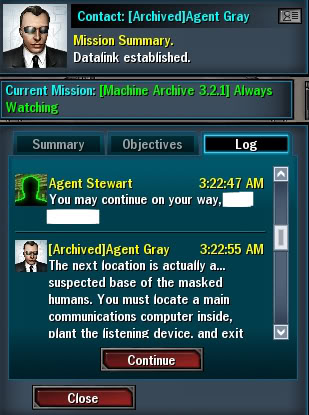 Contact: [Archived]Agent Gray
Mission Summary.
Datalink established.
Current Mission: [Machine Archive 3.2.1] Always
Watching
Summary
Objectives
Log
Agent Stewart 3:22:47 AM
You may continue on your way,
[Archived]Agent Gray 3:22:55 AM
The next location is actually a...
suspected base of the masked
humans. You must locate a main
communications computer inside,
plant the listening device, and exit
Continue
Close